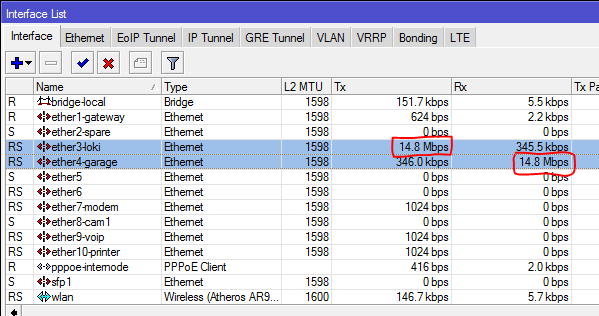 Interface List
Interface Ethernet EoIP Tunnel IP Tunnel GRE Tunnel VLAN VRRP Bonding LTE
Name Type L2 MTU Tx Rx Tx Pa
R bridge-local Bridge 1598 151.7 kbps 5.5 kbps
R ether1-gateway Ethernet 1598 624 bps 2.2 kbps
S ether2-spare Ethernet 1598 0 bps 0 bps
RS ether3-loki Ethernet 1598 14.8 Mbps 345.5 kbps
RS ether4-garage Ethernet 1598 346.0 kbps 14.8 Mbps
S ether5 Ethernet 1598 0 bps 0 bps
S ether6 Ethernet 1598 0 bps 0 bps
RS ether7-modem Ethernet 1598 1024 bps 0 bps
S ether8-cam1 Ethernet 1598 0 bps 0 bps
RS ether9-voip Ethernet 1598 1024 bps 0 bps
RS ether10-printer Ethernet 1598 1024 bps 0 bps
R pppoe-internode PPPoE Client 416 bps 2.0 kbps
S sfp1 Ethernet 1598 0 bps 0 bps
RS wlan Wireless (Atheros AR9... 1600 146.7 kbps 5.7 kbps